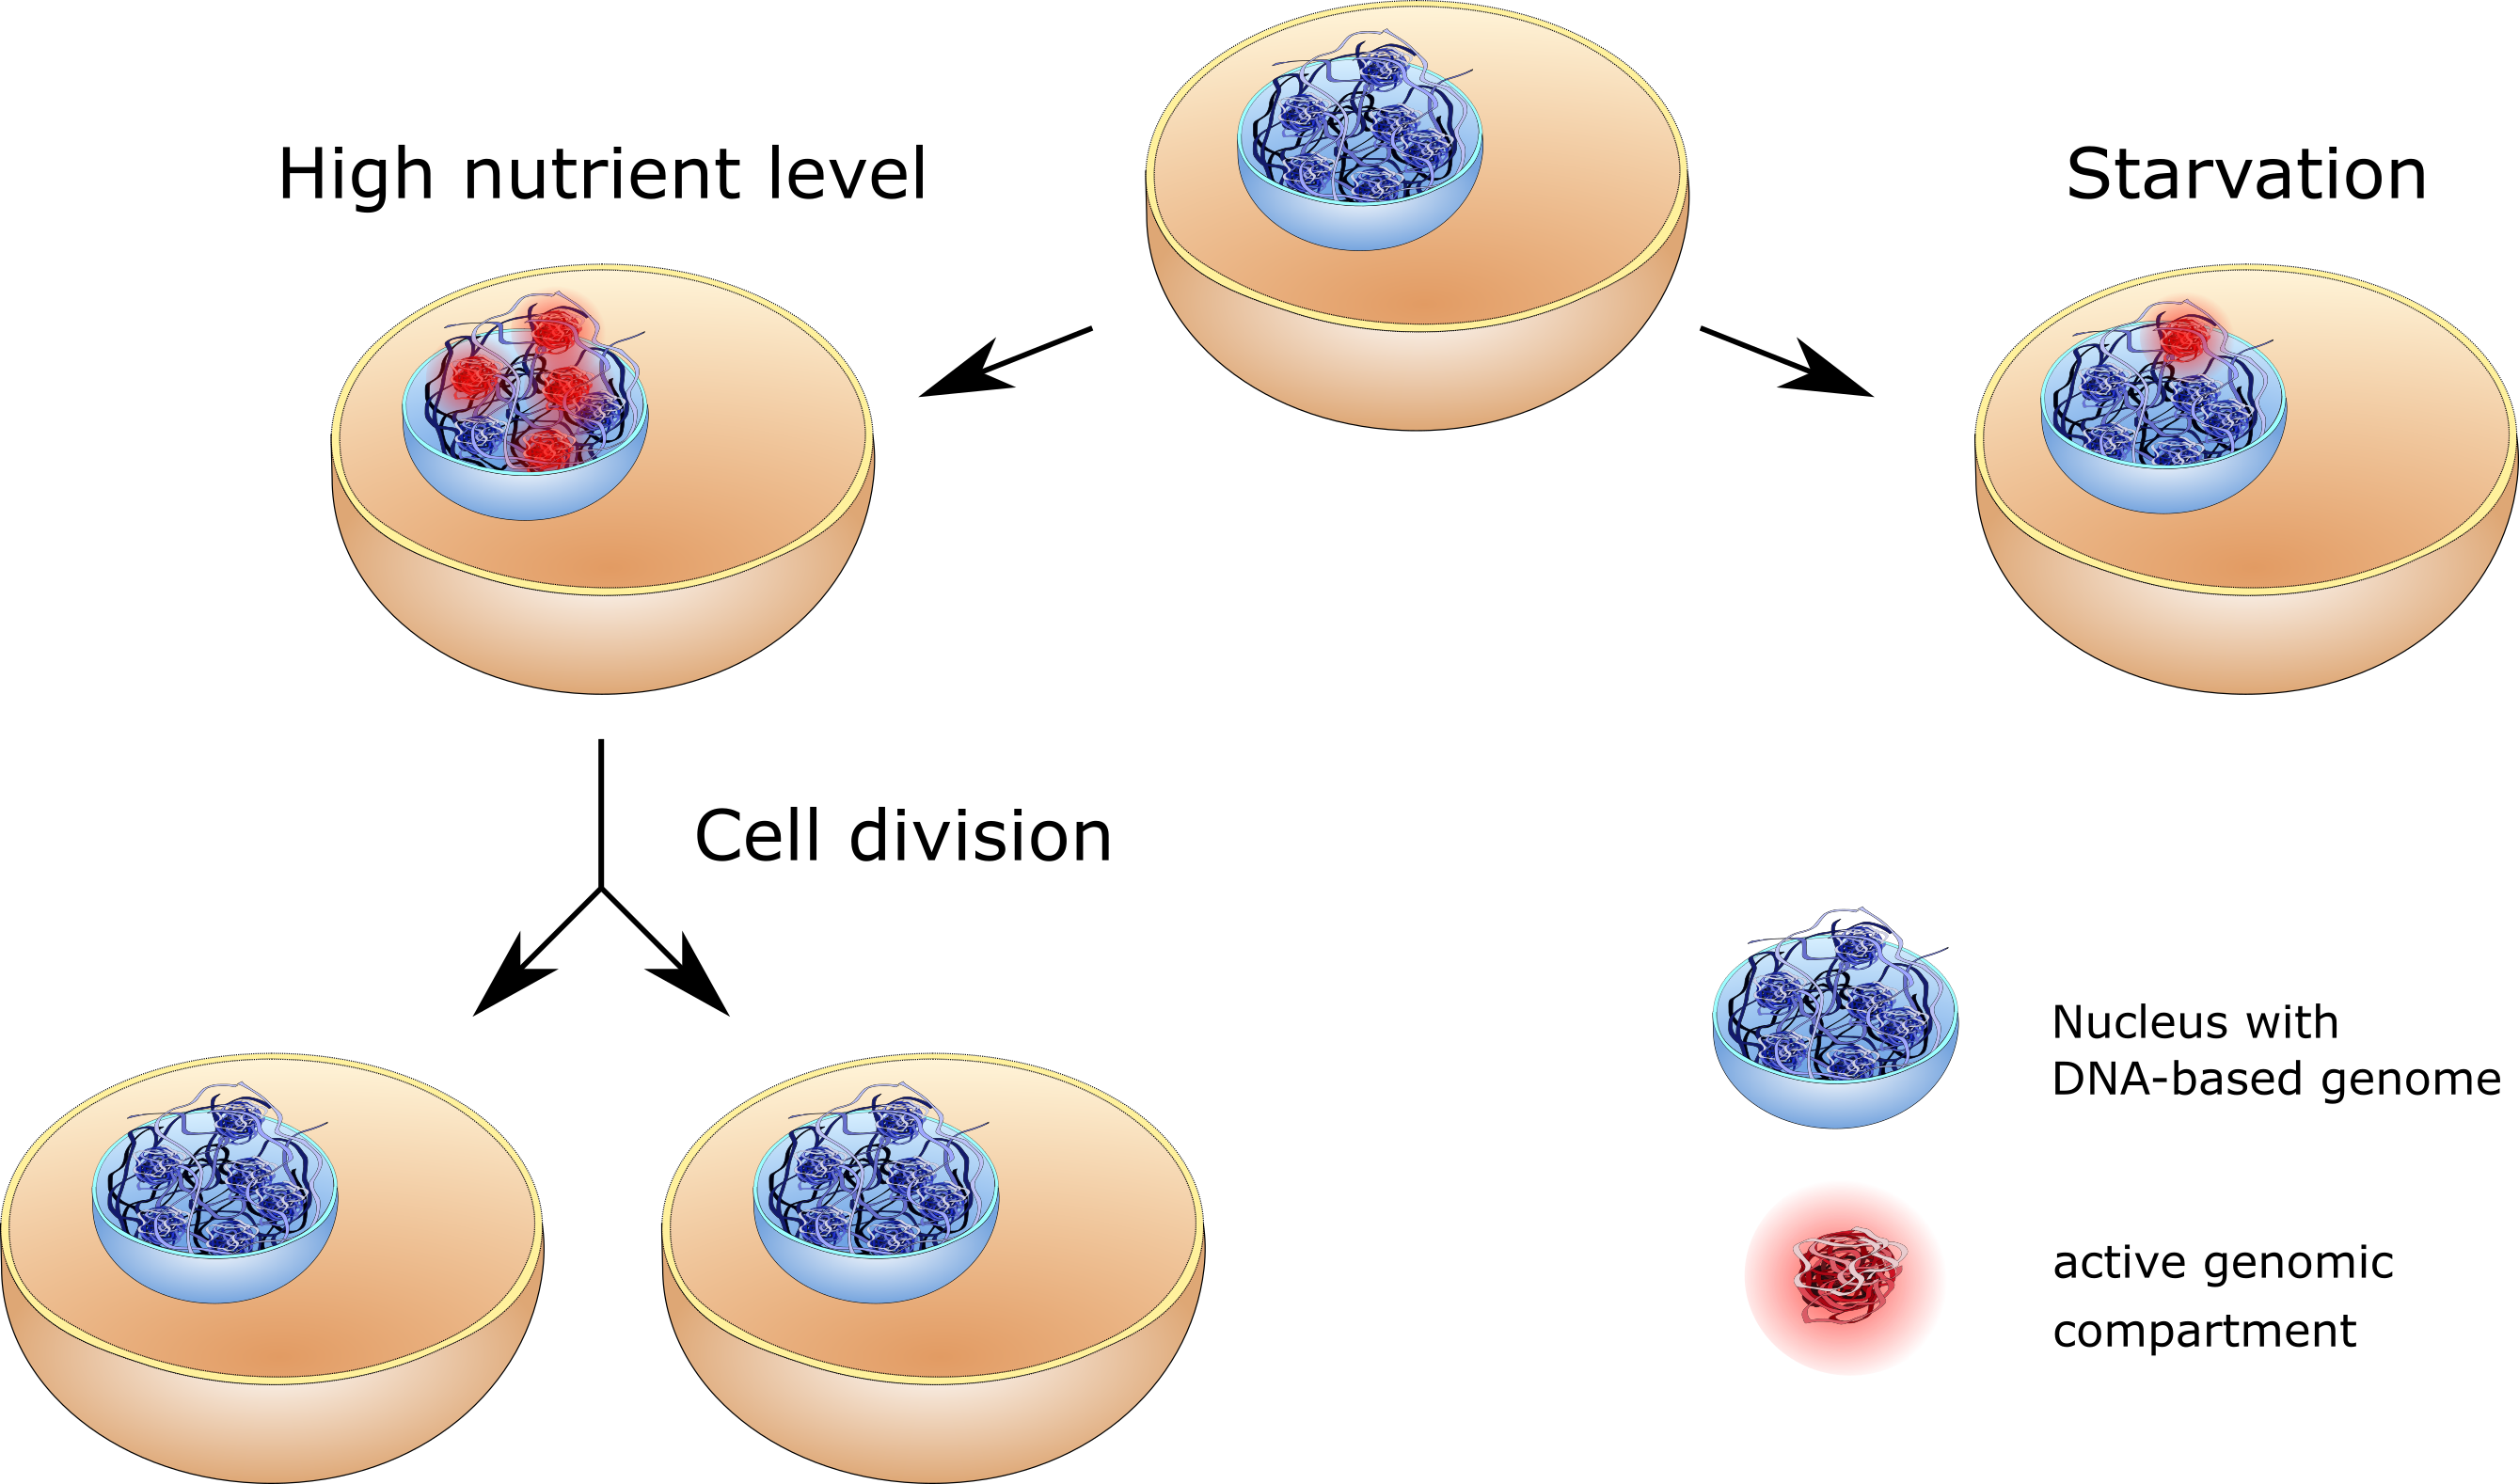 High nutrient level
Starvation
Cell division
Nucleus with
DNA-based genome
active genomic
compartment